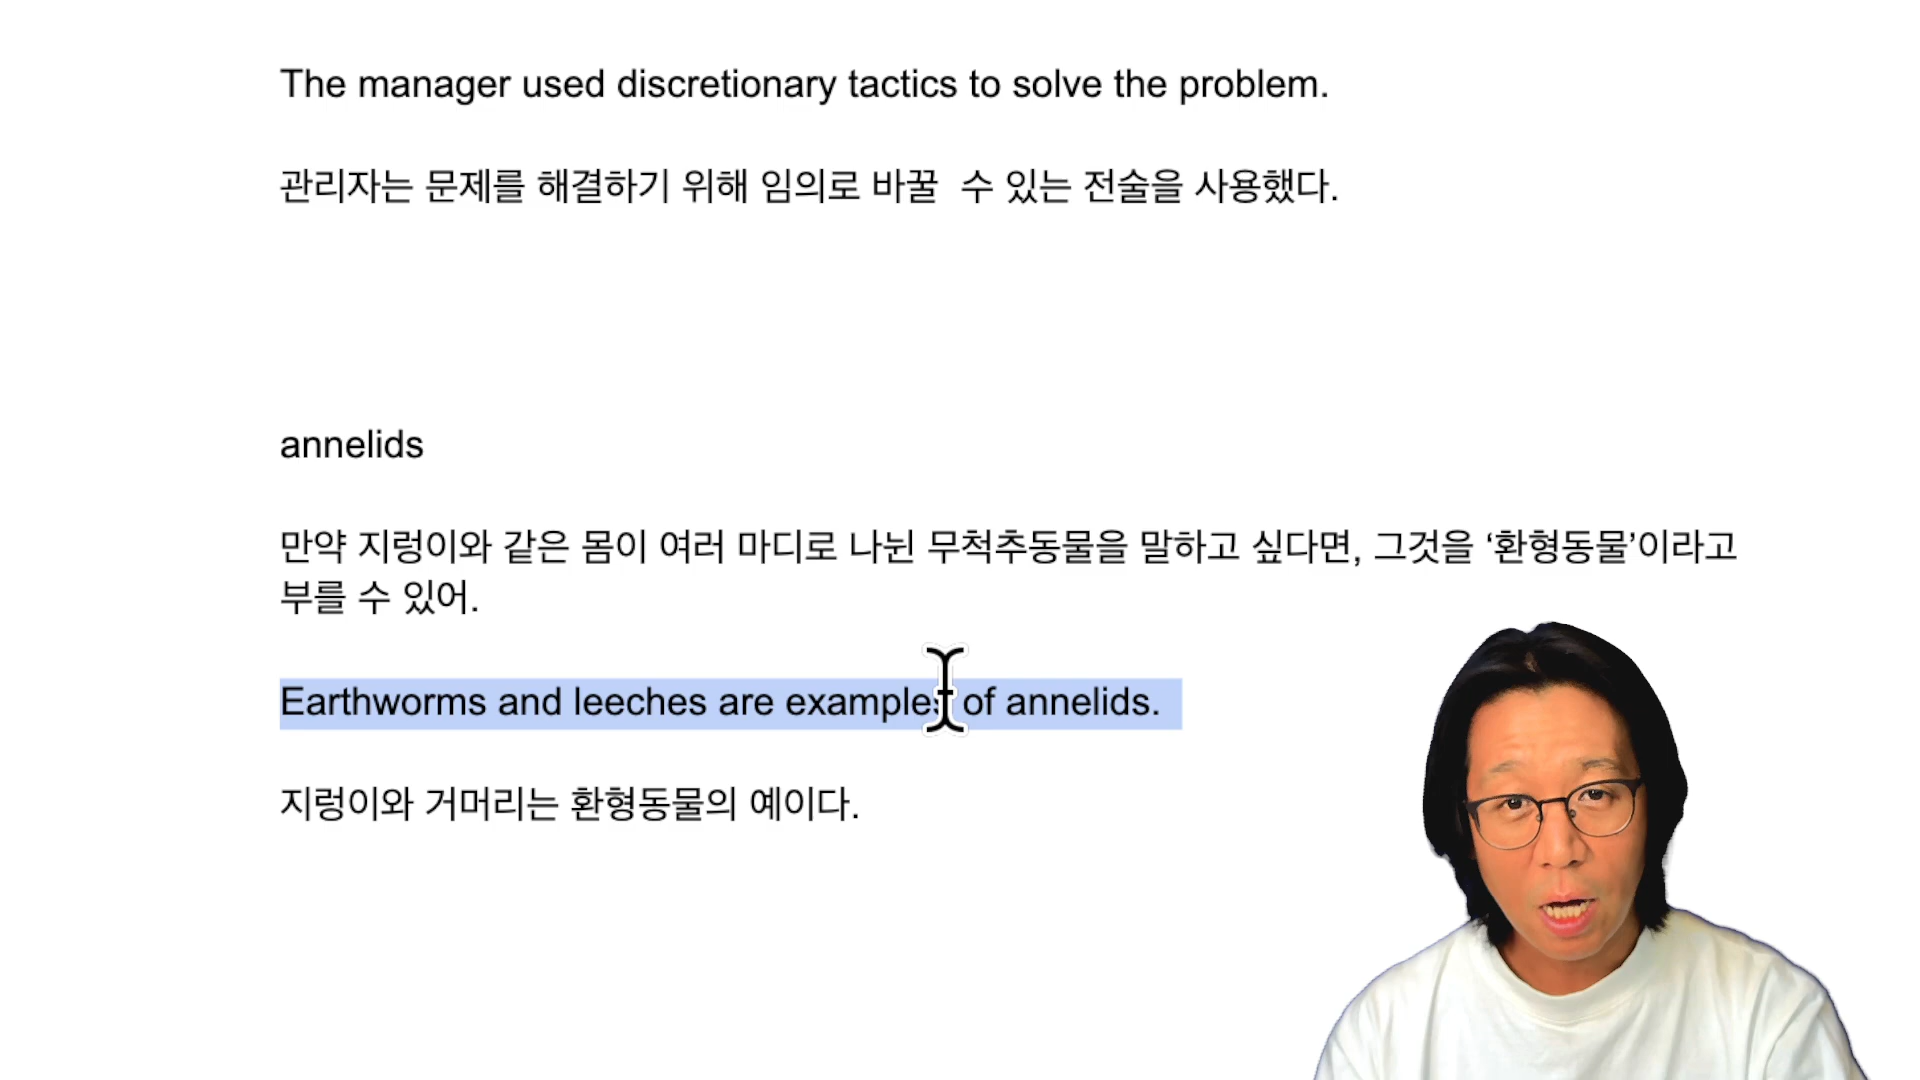 The manager used discretionary tactics to solve the problem.
관리자는 문제를 해결하기 위해 임의로 바꿀 수 있는 전술을 사용했다.
annelids
만약 지렁이와 같은 몸이 여러 마디로 나뉜 무척추동물을 말하고 싶다면, 그것을 ‘환형동물’이라고
부를 수 있어.
Earthworms and leeches are examples of annelids.
지렁이와 거머리는 환형동물의 예이다.